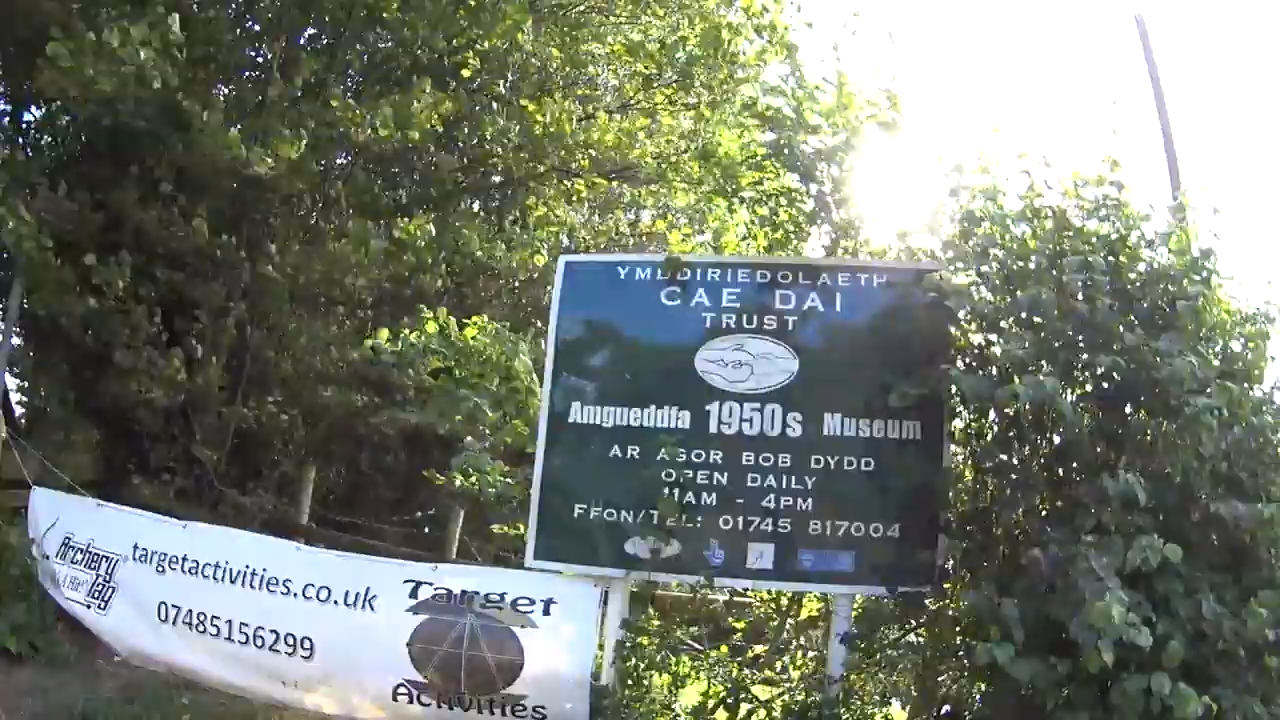 YMDDIRIEDOLAETH
CAE DAI
TRUST
Amgueddfa 1950s Museum
AR AGOR BOB DYDD
OPEN DAILY
11AM - 4PM
FFON/TEL: 01745 817004
Archery
Tag
targetactivities.co.uk
07485156299
Target
Activities